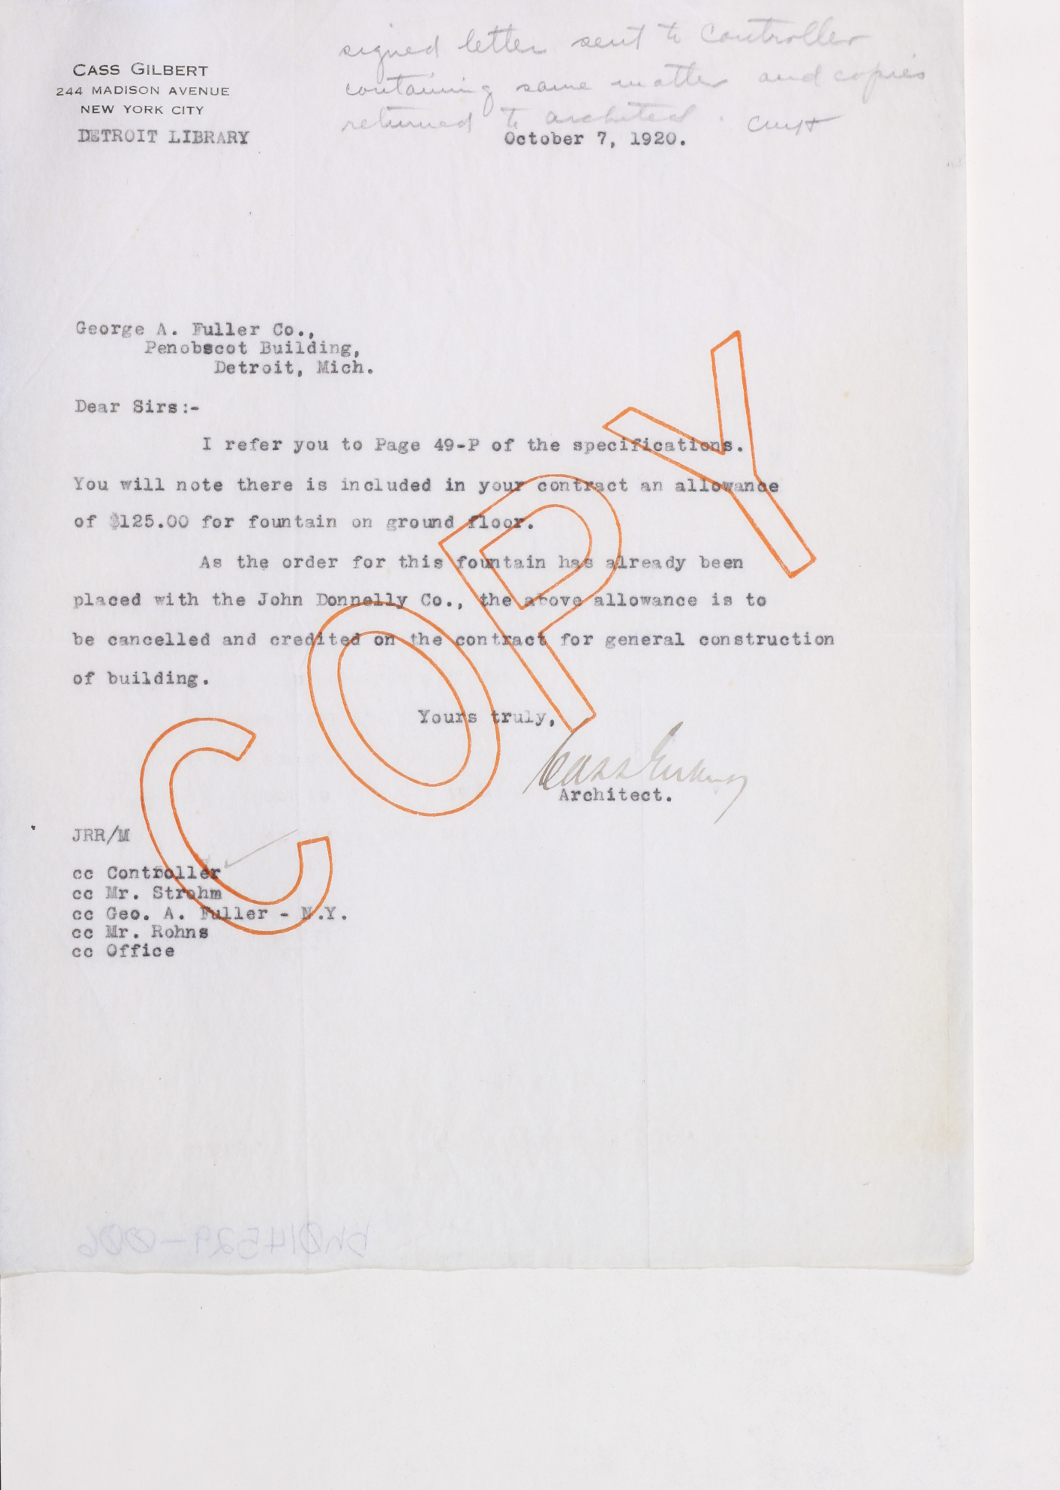 signed letter sent to Controller
containing same matter and copies
returned to architect.
CASS GILBERT
244 MADISON AVENUE
NEW YORK CITY
DETROIT LIBRARY
October 7, 1920.
George A. Fuller Co.,
Penobscot Building,
Detroit, Mich.
Dear Sirs:-
I refer you to Page 49-P of the specifications.
You will note there is included in your contract an allowance
of $125.00 for fountain on ground floor.
As the order for this fountain has already been
placed with the John Donnelly Co., the above allowance is to
be cancelled and credited on the contract for general construction
of building.
Yours truly,
Cass Gilbert
Architect.
JRR/M
cc Controller
cc Mr. Strohm
cc Geo. A. Fuller - N.Y.
cc Mr. Rohns
cc Office
COPY